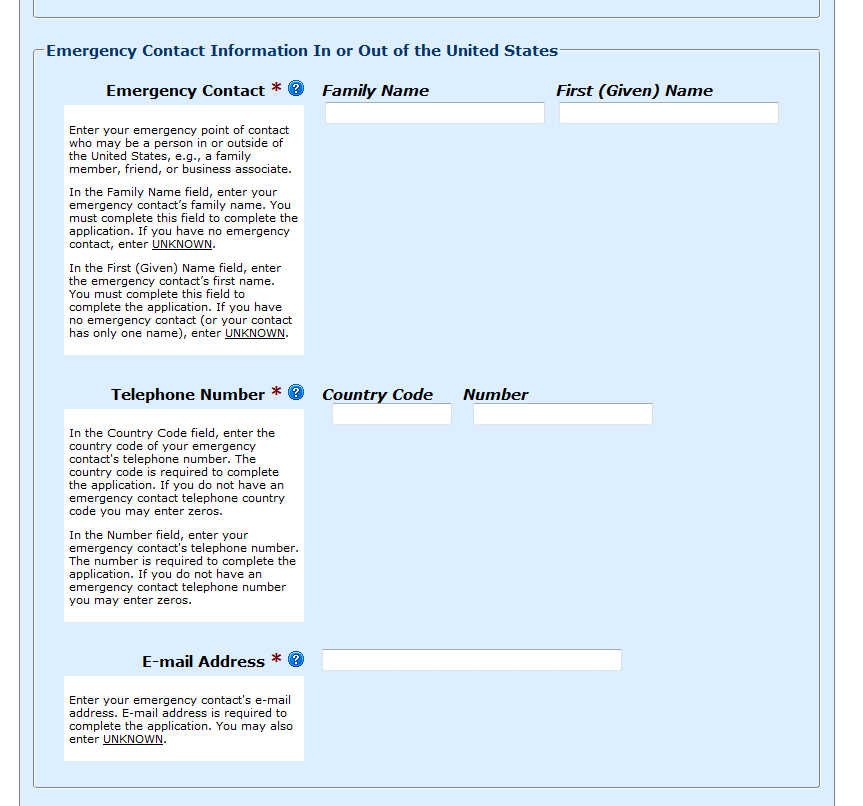 Emergency Contact Information In or Out of the United States
Emergency Contact * ? Family Name First (Given) Name
Enter your emergency point of contact
who may be a person in or outside of
the United States, e.g., a family
member, friend, or business associate.
In the Family Name field, enter your
emergency contact’s family name. You
must complete this field to complete the
application. If you have no emergency
contact, enter UNKNOWN.
In the First (Given) Name field, enter
the emergency contact’s first name.
You must complete this field to
complete the application. If you have
no emergency contact (or your contact
has only one name), enter UNKNOWN.
Telephone Number * ? Country Code Number
In the Country Code field, enter the
country code of your emergency
contact's telephone number. The
country code is required to complete
the application. If you do not have an
emergency contact telephone country
code you may enter zeros.
In the Number field, enter your
emergency contact's telephone number.
The number is required to complete the
application. If you do not have an
emergency contact telephone number
you may enter zeros.
E-mail Address * ?
Enter your emergency contact's e-mail
address. E-mail address is required to
complete the application. You may also
enter UNKNOWN.